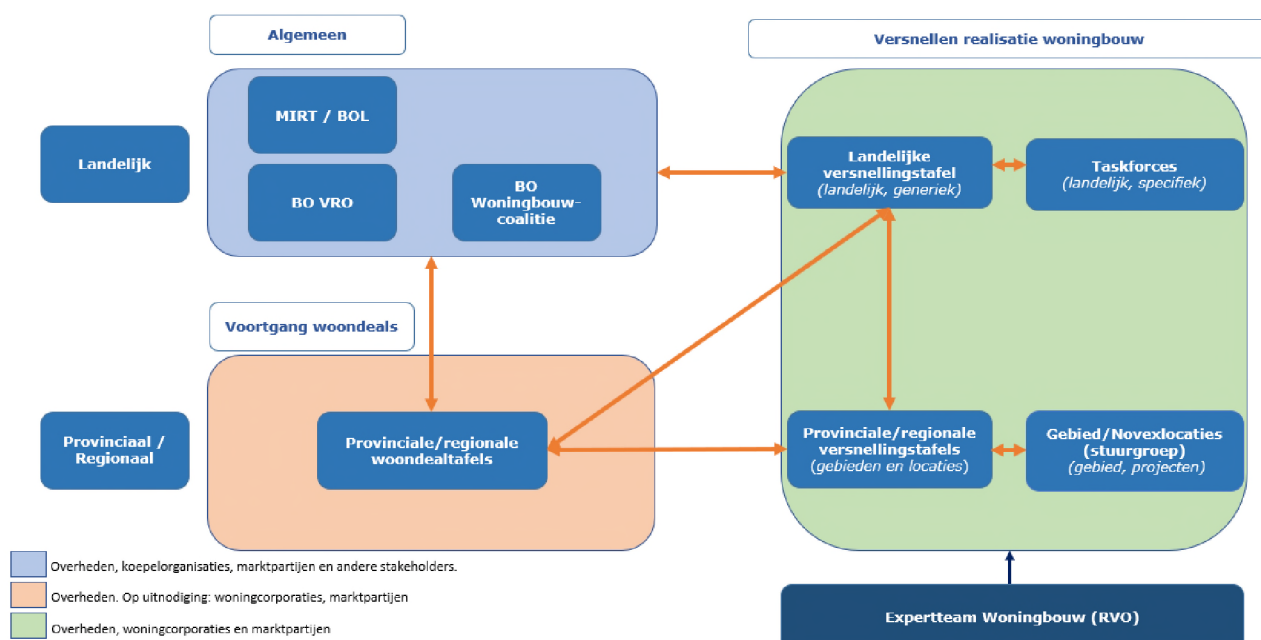 Algemeen
Versnellen realisatie woningbouw
Landelijk
MIRT / BOL
BO VRO
BO
Woningbouw-
coalitie
Landelijke
versnellingstafel
(landelijk, generiek)
Taskforces
(landelijk, specifiek)
Voortgang woondeals
Provinciaal /
Regionaal
Provinciale/regionale
woondealtafels
Provinciale/regionale
versnellingstafels
(gebieden en locaties)
Gebied/Novexlocaties
(stuurgroep)
(gebied, projecten)
Overheden, koepelorganisaties, marktpartijen en andere stakeholders.
Overheden. Op uitnodiging: woningcorporaties, marktpartijen
Overheden, woningcorporaties en marktpartijen
Expertteam Woningbouw (RVO)